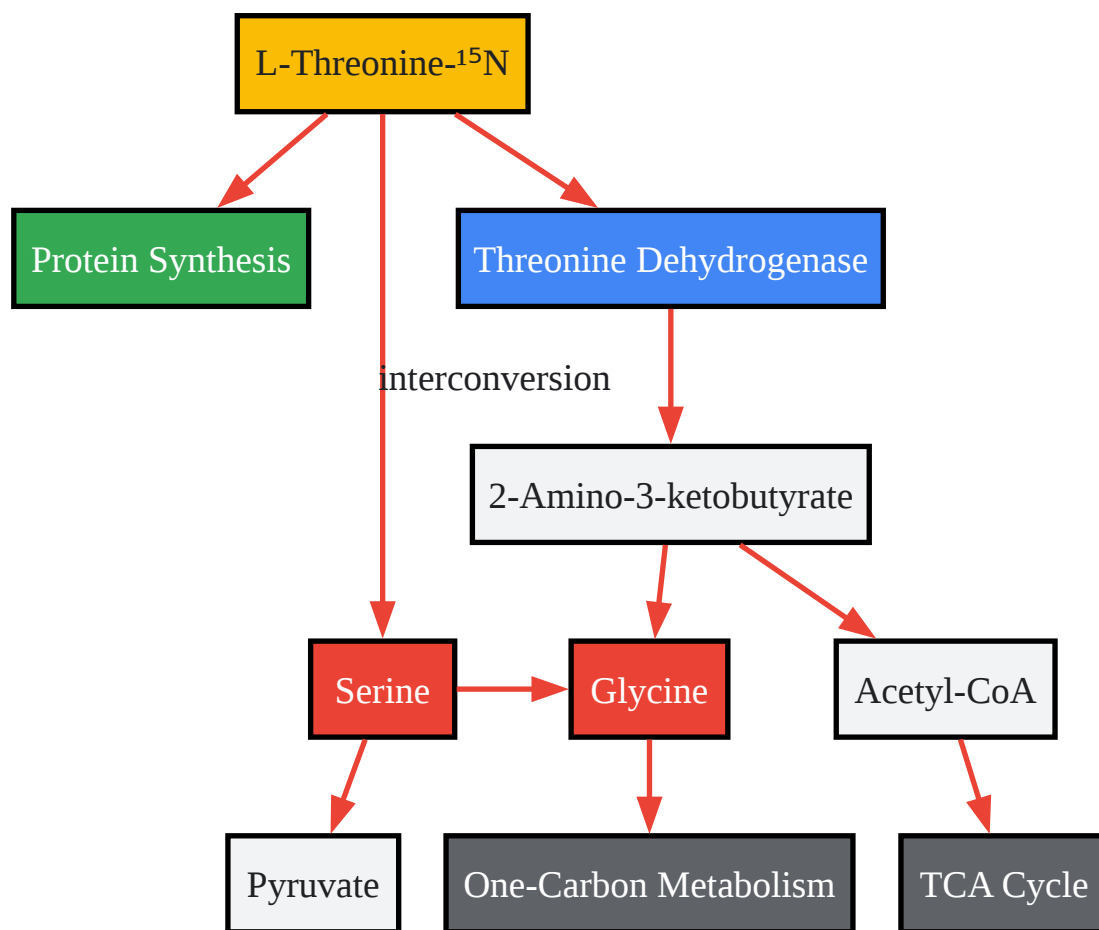 L-Threonine-¹⁵N
Protein Synthesis
Threonine Dehydrogenase
interconversion
2-Amino-3-ketobutyrate
Serine
Glycine
Acetyl-CoA
Pyruvate
One-Carbon Metabolism
TCA Cycle